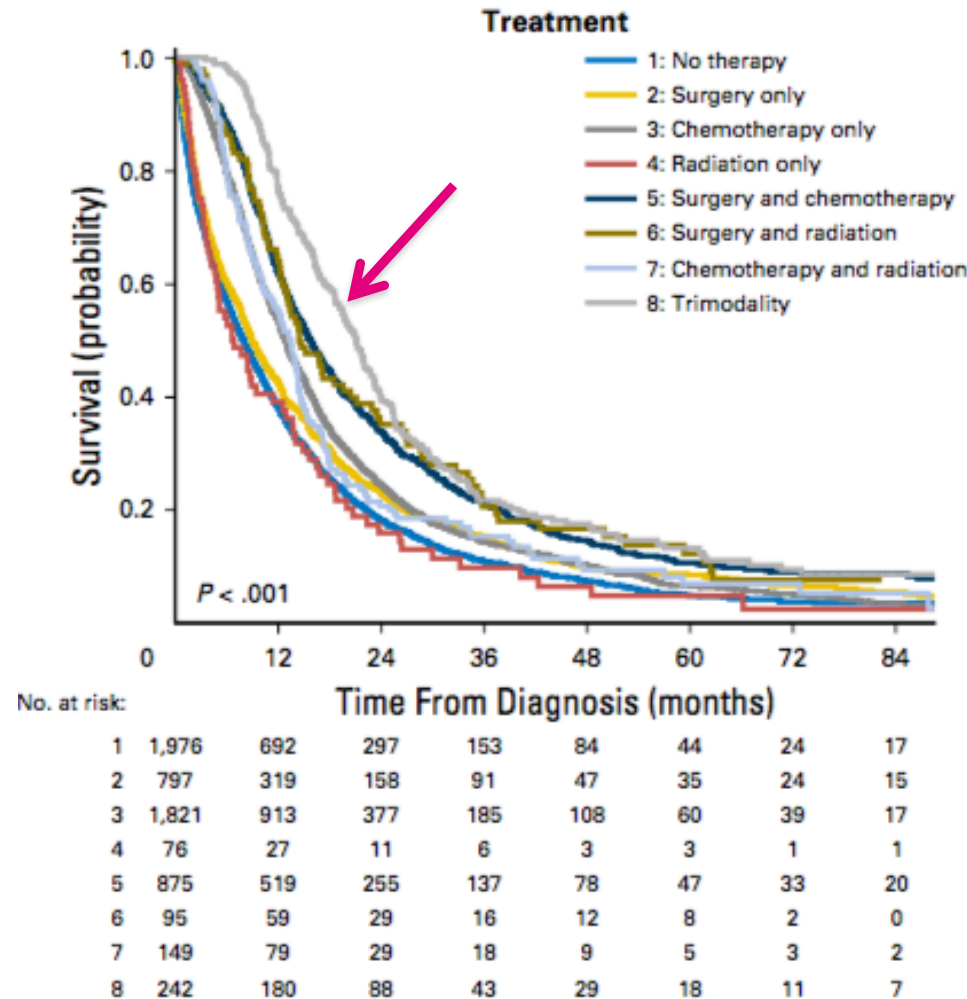 Treatment
1: No therapy
2: Surgery only
3: Chemotherapy only
4: Radiation only
5: Surgery and chemotherapy
6: Surgery and radiation
7: Chemotherapy and radiation
8: Trimodality
Survival (probability)
1.0
0.8
0.6
0.4
0.2
P < .001
0 12 24 36 48 60 72 84
Time From Diagnosis (months)
No. at risk:
1 1,976 692 297 153 84 44 24 17
2 797 319 158 91 47 35 24 15
3 1,821 913 377 185 108 60 39 17
4 76 27 11 6 3 3 1 1
5 875 519 255 137 78 47 33 20
6 95 59 29 16 12 8 2 0
7 149 79 29 18 9 5 3 2
8 242 180 88 43 29 18 11 7